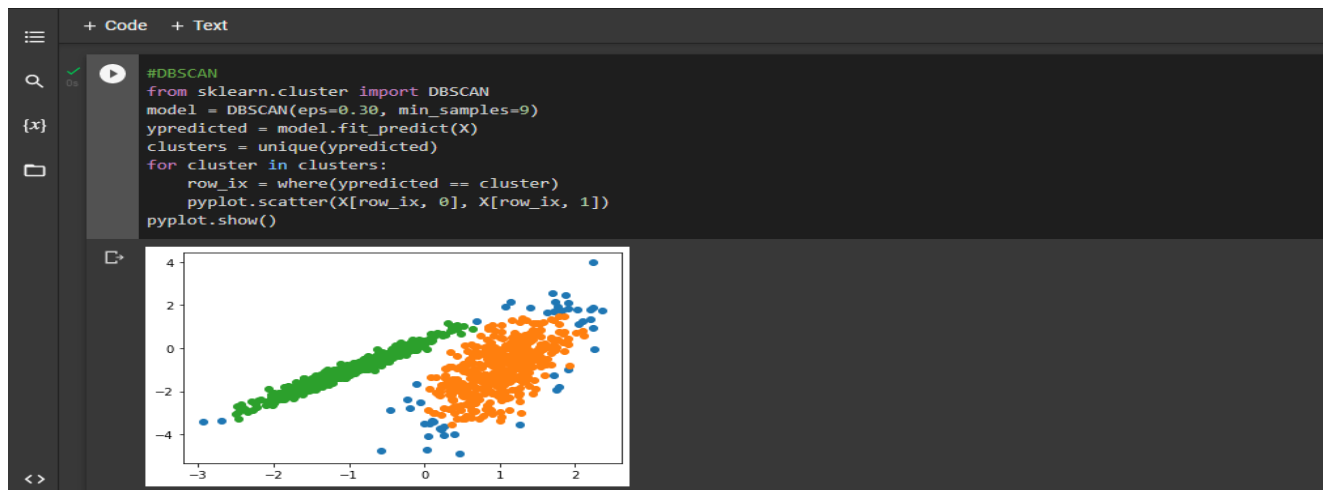 + Code + Text
0s
#DBSCAN
from sklearn.cluster import DBSCAN
model = DBSCAN(eps=0.30, min_samples=9)
ypredicted = model.fit_predict(X)
clusters = unique(ypredicted)
for cluster in clusters:
    row_ix = where(ypredicted == cluster)
    pyplot.scatter(X[row_ix, 0], X[row_ix, 1])
pyplot.show()
{x}
4
2
0
−2
−4
−3 −2 −1 0 1 2
<>